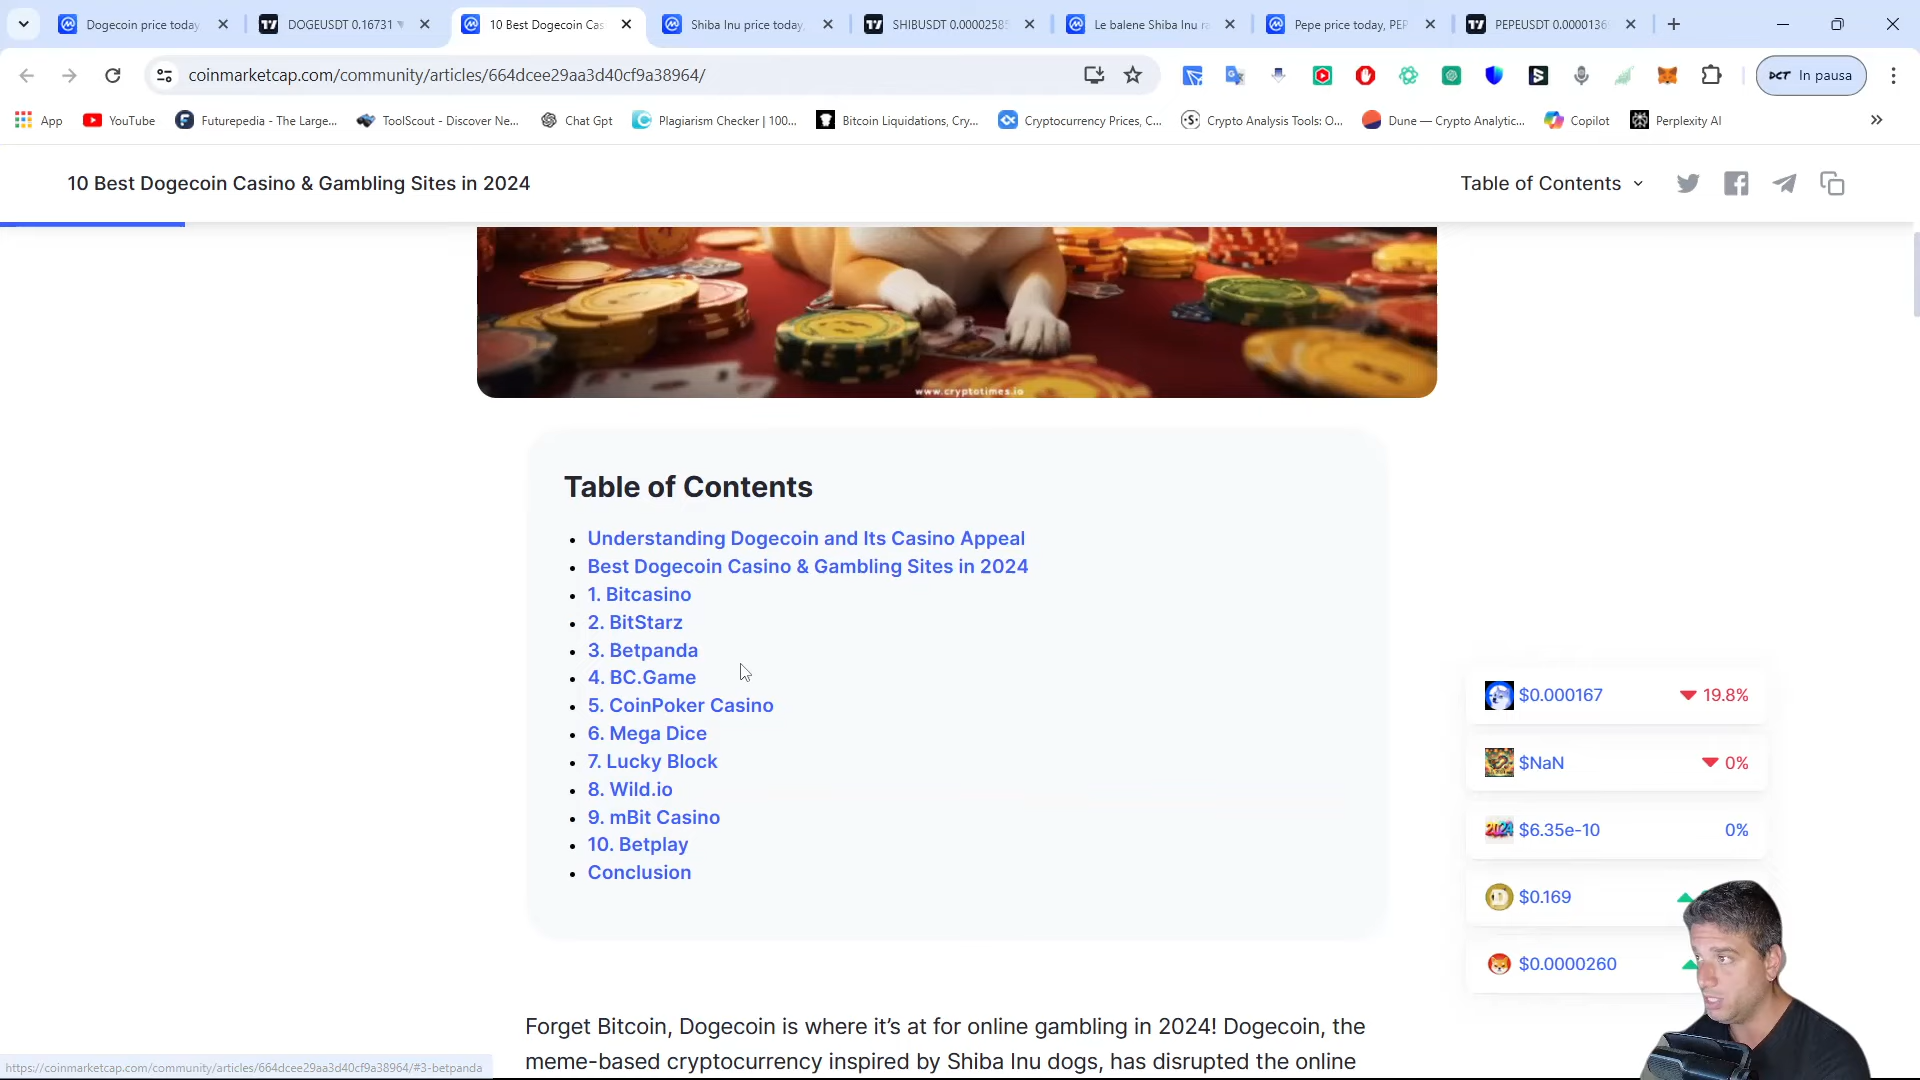 Dogecoin price today,
DOGEUSDT 0.16731 ▼
10 Best Dogecoin Cas
Shiba Inu price today,
SHIBUSDT 0.00002585
Le balene Shiba Inu ra
Pepe price today, PEP
PEPEUSDT 0.0000136
coinmarketcap.com/community/articles/664dcee29aa3d40cf9a38964/
In pausa
App
YouTube
Futurepedia - The Large...
ToolScout - Discover Ne...
Chat Gpt
Plagiarism Checker | 100...
Bitcoin Liquidations, Cry...
Cryptocurrency Prices, C...
Crypto Analysis Tools: O...
Dune — Crypto Analytic...
Copilot
Perplexity AI
»
10 Best Dogecoin Casino & Gambling Sites in 2024
Table of Contents
www.cryptotimes.io
Table of Contents
• Understanding Dogecoin and Its Casino Appeal
• Best Dogecoin Casino & Gambling Sites in 2024
• 1. Bitcasino
• 2. BitStarz
• 3. Betpanda
• 4. BC.Game
• 5. CoinPoker Casino
• 6. Mega Dice
• 7. Lucky Block
• 8. Wild.io
• 9. mBit Casino
• 10. Betplay
• Conclusion
$0.000167 ▼ 19.8%
$NaN ▼ 0%
$6.35e-10 0%
$0.169
$0.0000260
Forget Bitcoin, Dogecoin is where it's at for online gambling in 2024! Dogecoin, the
meme-based cryptocurrency inspired by Shiba Inu dogs, has disrupted the online
https://coinmarketcap.com/community/articles/664dcee29aa3d40cf9a38964/#3-betpanda